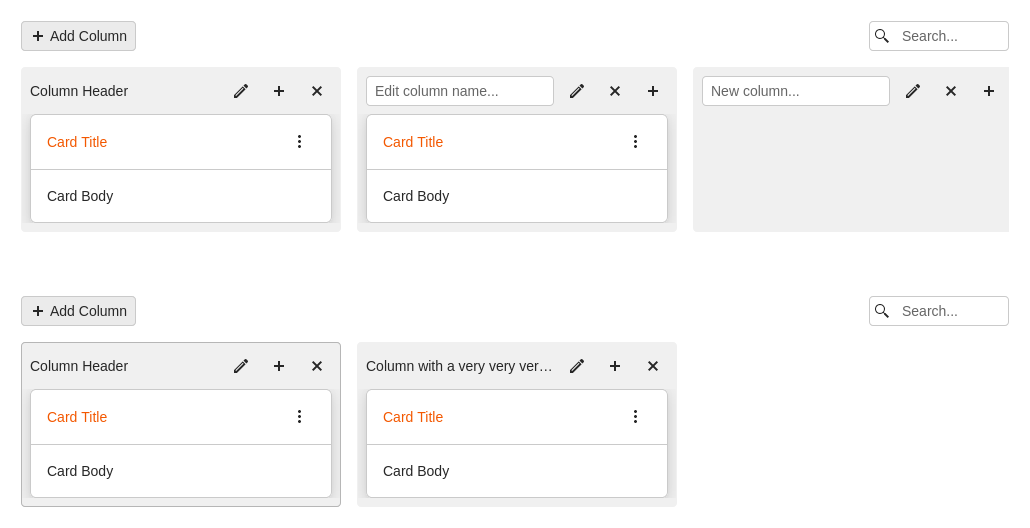 Add Column
Search...
Column Header
Edit column name...
New column...
Card Title
Card Title
Card Body
Card Body
Add Column
Search...
Column Header
Column with a very very ver...
Card Title
Card Title
Card Body
Card Body